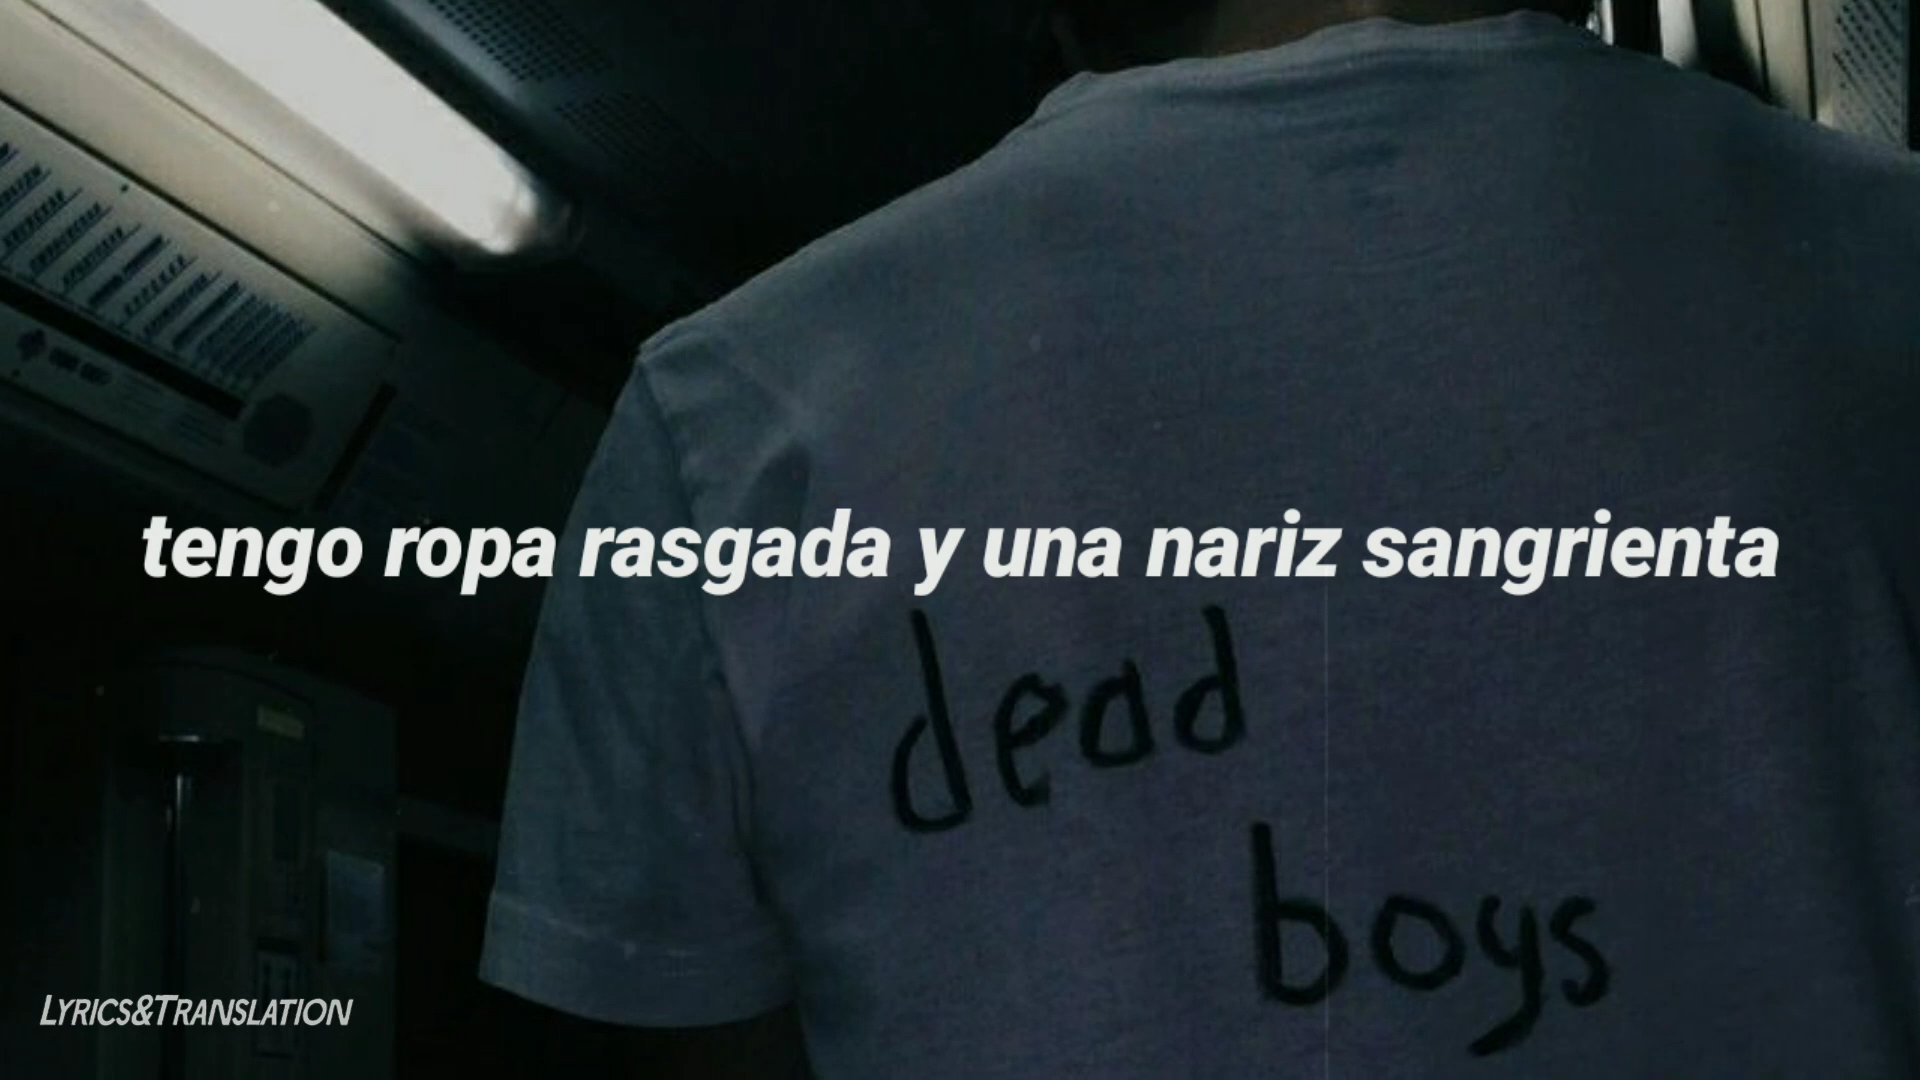 tengo ropa rasgada y una nariz sangrienta
dead
boys
LYRICS&TRANSLATION